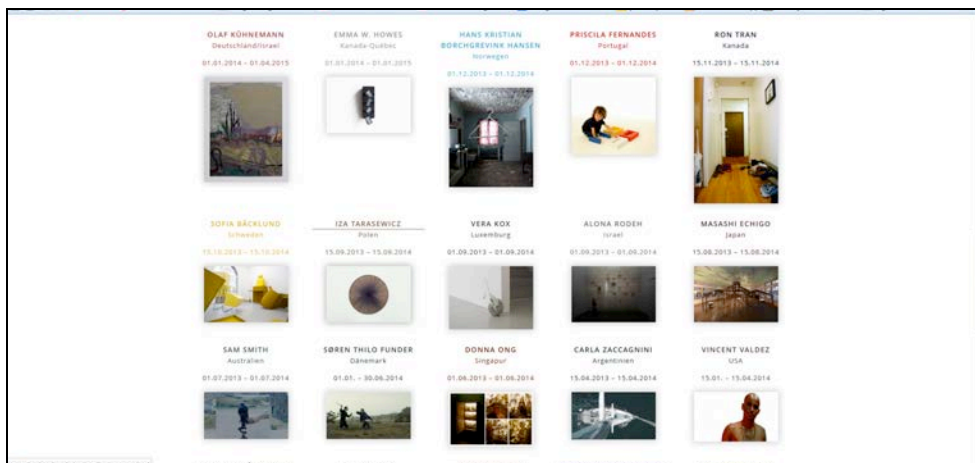 OLAF KÜHNEMANN
Deutschland/Israel
01.01.2014 – 01.04.2015
EMMA W. HOWES
Kanada-Québec
01.01.2014 – 01.01.2015
HANS KRISTIAN
BORCHGREVINK HANSEN
Norwegen
01.12.2013 – 01.12.2014
PRISCILA FERNANDES
Portugal
01.12.2013 – 01.12.2014
RON TRAN
Kanada
15.11.2013 – 15.11.2014
SOFIA BÄCKLUND
Schweden
15.10.2013 – 15.10.2014
IZA TARASEWICZ
Polen
15.09.2013 – 15.09.2014
VERA KOX
Luxemburg
01.09.2013 – 01.09.2014
ALONA RODEH
Israel
01.09.2013 – 01.09.2014
MASASHI ECHIGO
Japan
15.08.2013 – 15.08.2014
SAM SMITH
Australien
01.07.2013 – 01.07.2014
SØREN THILO FUNDER
Dänemark
01.01. – 30.06.2014
DONNA ONG
Singapur
01.06.2013 – 01.06.2014
CARLA ZACCAGNINI
Argentinien
15.04.2013 – 15.04.2014
VINCENT VALDEZ
USA
15.01. – 15.04.2014